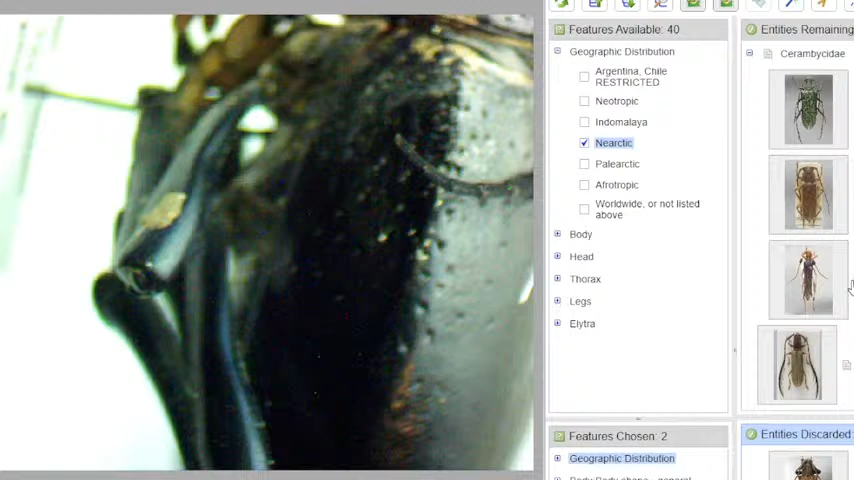 Features Available: 40
Entities Remaining
Geographic Distribution
Cerambycidae
Argentina, Chile
RESTRICTED
Neotropic
Indomalaya
Nearctic
Palearctic
Afrotropic
Worldwide, or not listed
above
Body
Head
Thorax
Legs
Elytra
Features Chosen: 2
Entities Discarded:
Geographic Distribution